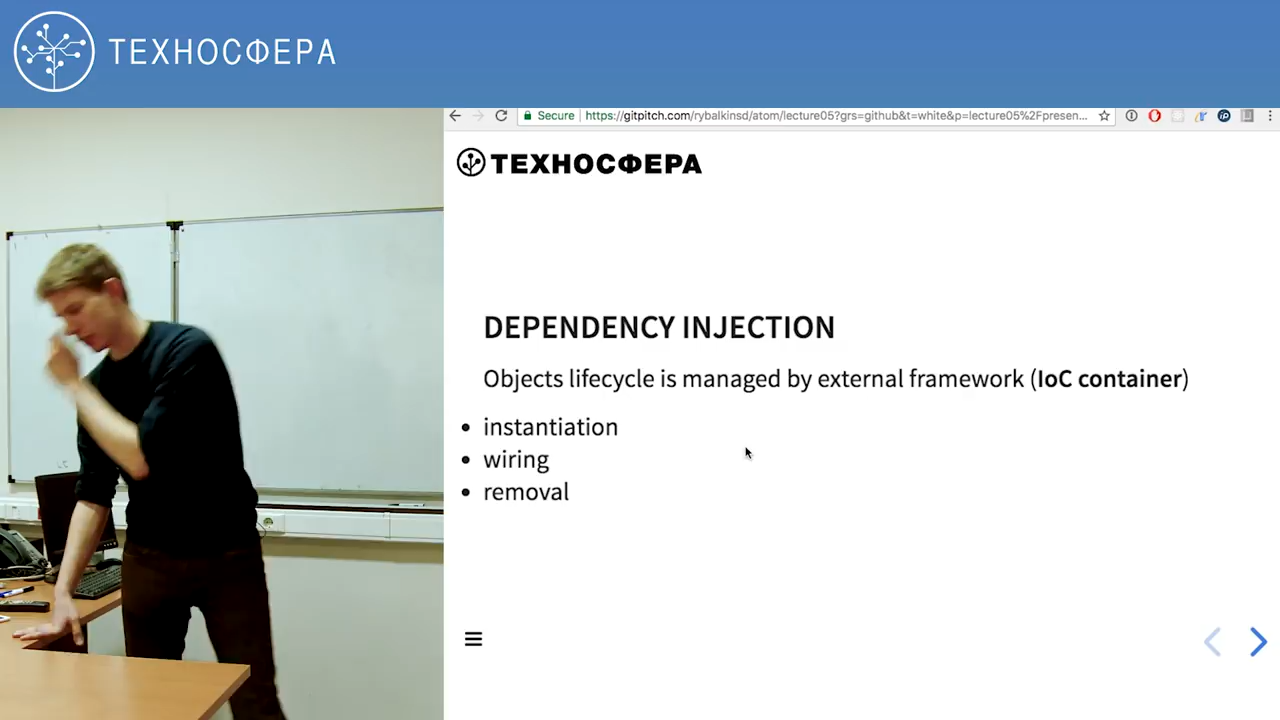 ТЕХНОСФЕРА
Secure https://gitpitch.com/rybalkinsd/atom/lecture05?grs=github&t=white&p=lecture05%2Fpresen...
ТЕХНОСФЕРА
DEPENDENCY INJECTION
Objects lifecycle is managed by external framework (IoC container)
• instantiation
• wiring
• removal